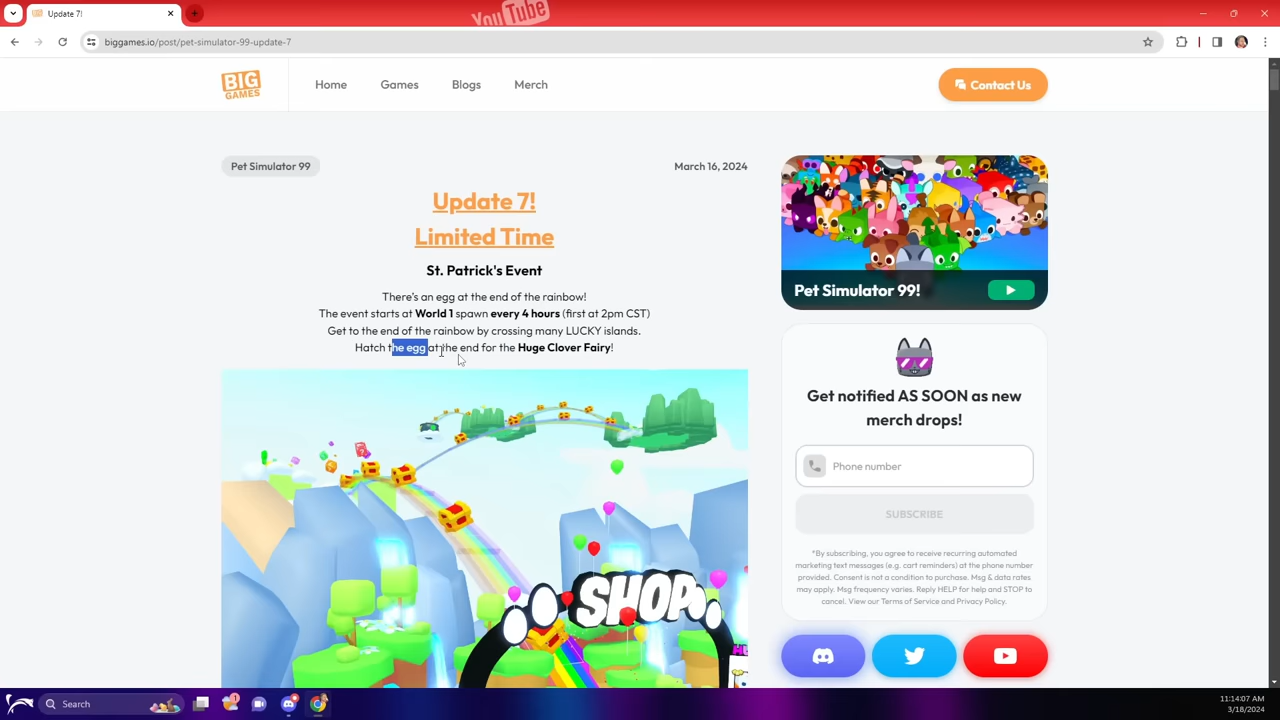 Update 7!
YouTube
biggames.io/post/pet-simulator-99-update-7
BIG
GAMES
Home
Games
Blogs
Merch
Contact Us
Pet Simulator 99
March 16, 2024
Update 7!
Limited Time
St. Patrick's Event
There's an egg at the end of the rainbow!
The event starts at World 1 spawn every 4 hours (first at 2pm CST)
Get to the end of the rainbow by crossing many LUCKY islands.
Hatch the egg at the end for the Huge Clover Fairy!
SHOP
Pet Simulator 99!
Get notified AS SOON as new
merch drops!
Phone number
SUBSCRIBE
*By subscribing, you agree to receive recurring automated
marketing text messages (e.g. cart reminders) at the phone number
provided. Consent is not a condition to purchase. Msg & data rates
may apply. Msg frequency varies. Reply HELP for help and STOP to
cancel. View our Terms of Service and Privacy Policy.
Search
11:14:07 AM
3/18/2024